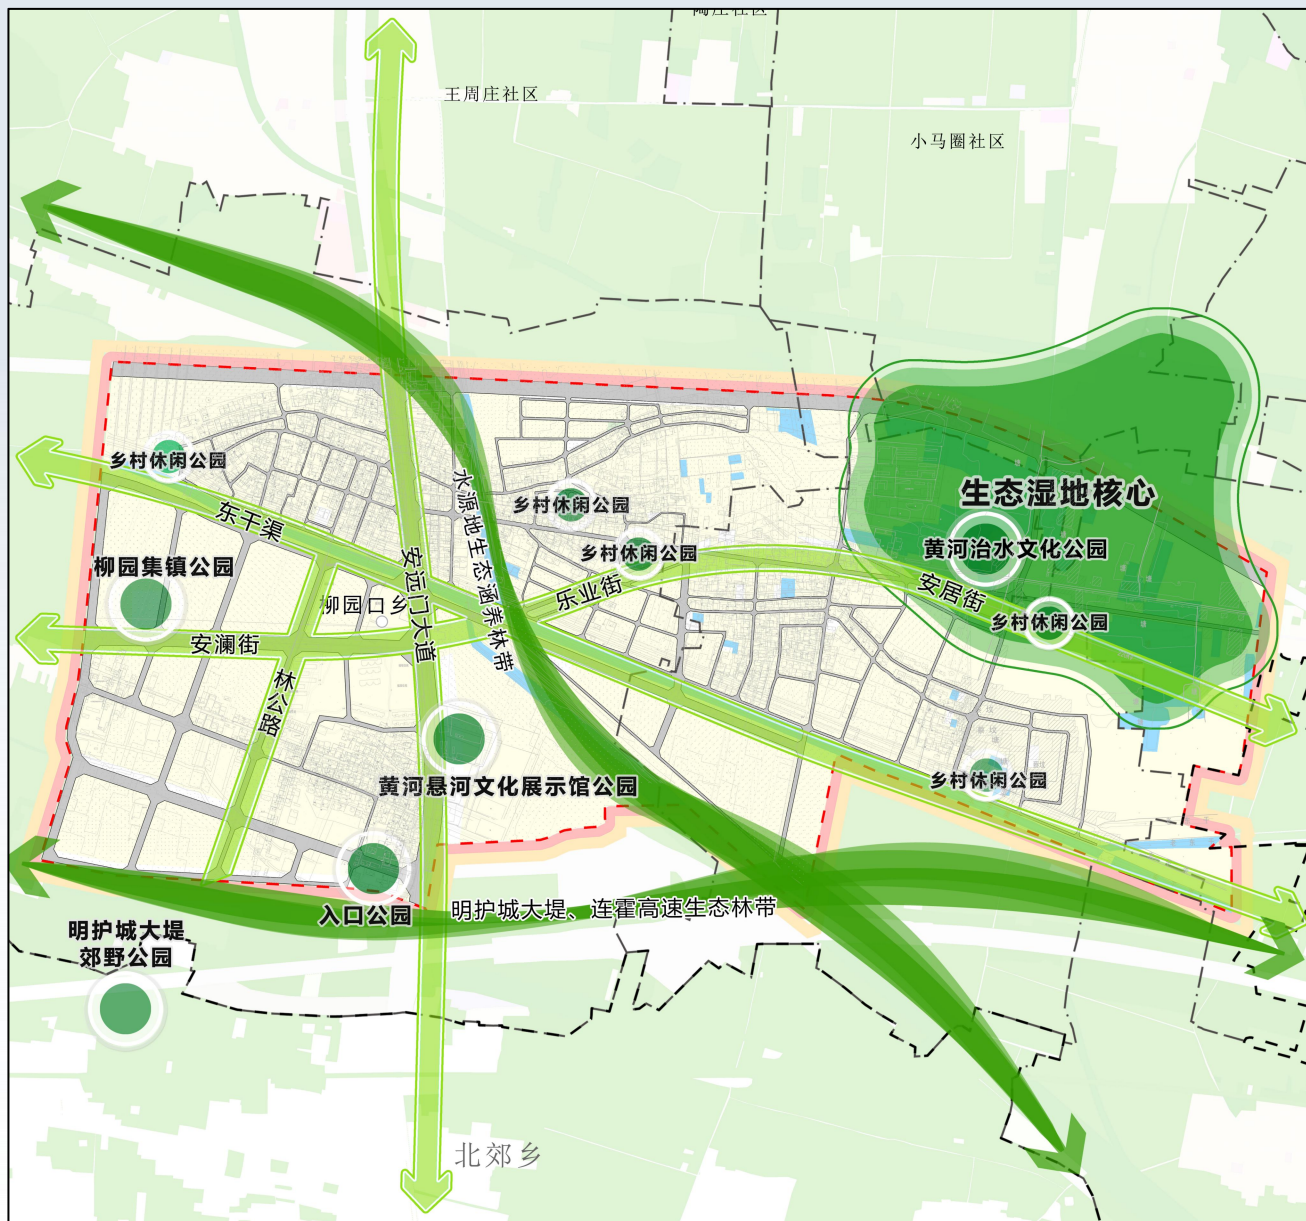 陶庄社区
王周庄社区
小马圈社区
乡村休闲公园
东干渠
水源地生态涵养林带
乡村休闲公园
生态湿地核心
黄河治水文化公园
柳园集镇公园
安远门大道
乡村休闲公园
乐业街
安居街
柳园口乡
乡村休闲公园
安澜街
林公路
黄河悬河文化展示馆公园
乡村休闲公园
入口公园
明护城大堤、连霍高速生态林带
明护城大堤
郊野公园
北郊乡